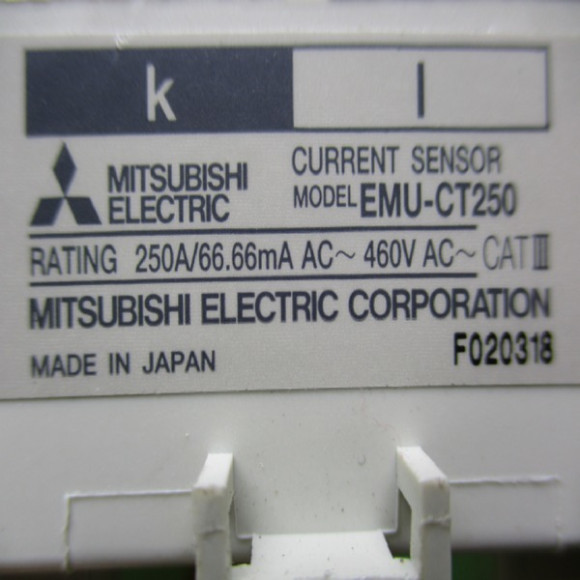 k l
MITSUBISHI ELECTRIC
CURRENT SENSOR
MODEL EMU-CT250
RATING 250A/66.66mA AC~ 460V AC~ CAT III
MITSUBISHI ELECTRIC CORPORATION
MADE IN JAPAN F020318